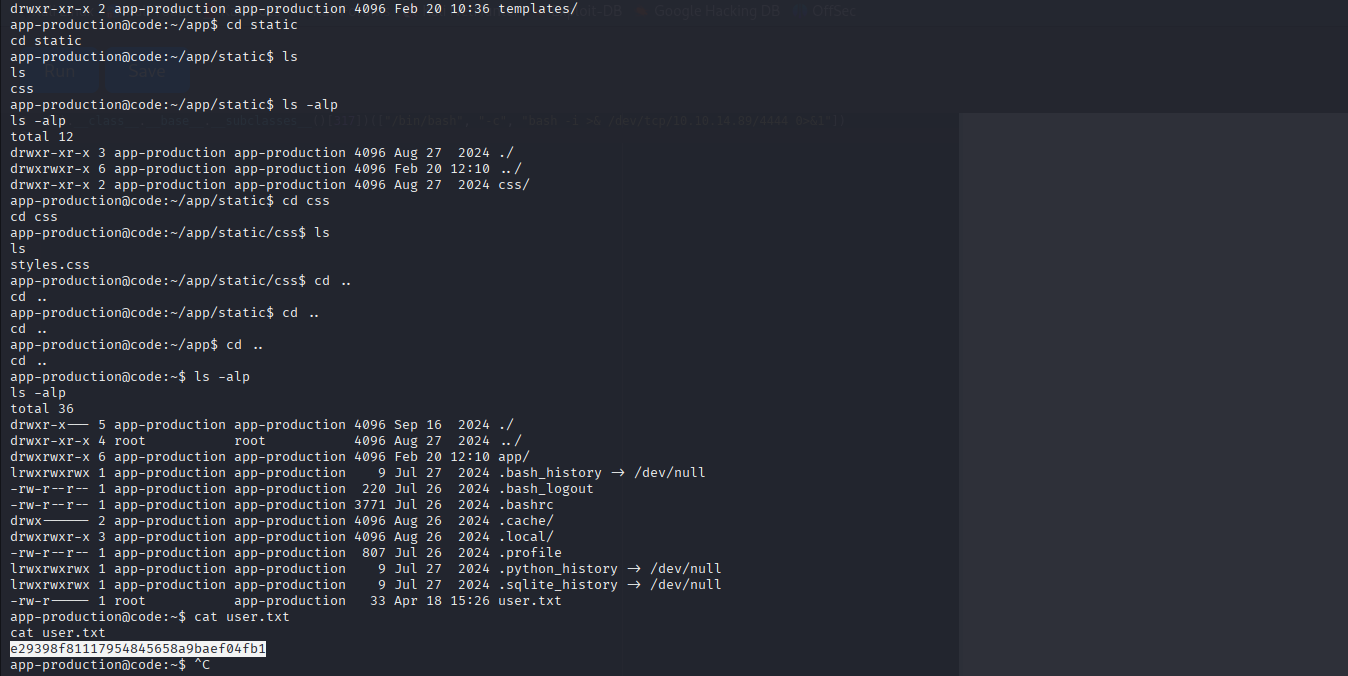 drwxr-xr-x 2 app-production app-production 4096 Feb 20 10:36 templates/
Google Hacking DB
OffSec
app-production@code:~/app$ cd static
cd static
app-production@code:~/app/static$ ls
ls
Run Save
css
app-production@code:~/app/static$ ls -alp
ls -alp
total 12
drwxr-xr-x 3 app-production app-production 4096 Aug 27  2024 ./
drwxrwxr-x 6 app-production app-production 4096 Feb 20 12:10 ../
drwxr-xr-x 2 app-production app-production 4096 Aug 27  2024 css/
app-production@code:~/app/static$ cd css
cd css
app-production@code:~/app/static/css$ ls
ls
styles.css
app-production@code:~/app/static/css$ cd ..
cd ..
app-production@code:~/app/static$ cd ..
cd ..
app-production@code:~/app$ cd ..
cd ..
app-production@code:~$ ls -alp
ls -alp
total 36
drwxr-x--- 5 app-production app-production 4096 Sep 16  2024 ./
drwxr-xr-x 4 root           root           4096 Aug 27  2024 ../
drwxrwxr-x 6 app-production app-production 4096 Feb 20 12:10 app/
lrwxrwxrwx 1 app-production app-production    9 Jul 27  2024 .bash_history -> /dev/null
-rw-r--r-- 1 app-production app-production  220 Jul 26  2024 .bash_logout
-rw-r--r-- 1 app-production app-production 3771 Jul 26  2024 .bashrc
drwx------ 2 app-production app-production 4096 Aug 26  2024 .cache/
drwxrwxr-x 3 app-production app-production 4096 Aug 26  2024 .local/
-rw-r--r-- 1 app-production app-production  807 Jul 26  2024 .profile
lrwxrwxrwx 1 app-production app-production    9 Jul 27  2024 .python_history -> /dev/null
lrwxrwxrwx 1 app-production app-production    9 Jul 27  2024 .sqlite_history -> /dev/null
-rw-r----- 1 root           app-production   33 Apr 18 15:26 user.txt
app-production@code:~$ cat user.txt
cat user.txt
e29398f81117954845658a9baef04fb1
app-production@code:~$ ^C